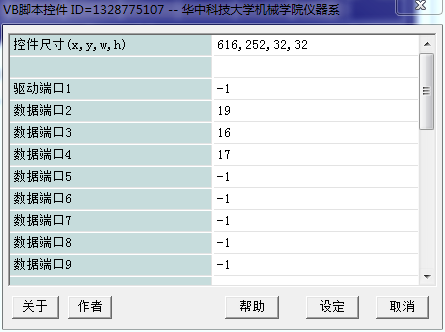 VB脚本控件 ID=1328775107 -- 华中科技大学机械学院仪器系
控件尺寸(x,y,w,h) 616,252,32,32
驱动端口1 -1
数据端口2 19
数据端口3 16
数据端口4 17
数据端口5 -1
数据端口6 -1
数据端口7 -1
数据端口8 -1
数据端口9 -1
关于 作者 帮助 设定 取消